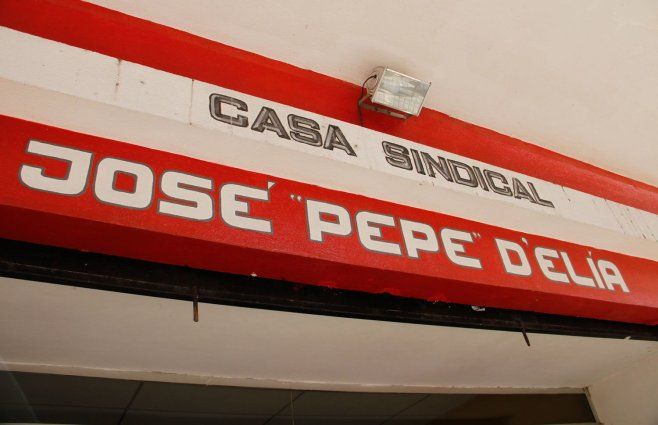 CASA SINDICAL
JOSÉ "PEPE" D'ELÍA